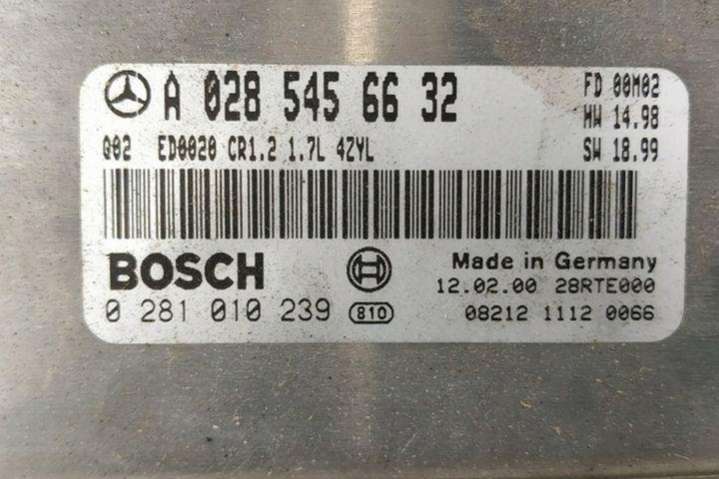 A 028 545 66 32
FD 00M02
HW 14.98
Q02 ED0020 CR1.2 1.7L 4ZYL
SW 18.99
BOSCH
Made in Germany
12.02.00 28RTE000
0 281 010 239 810
08212 1112 0066